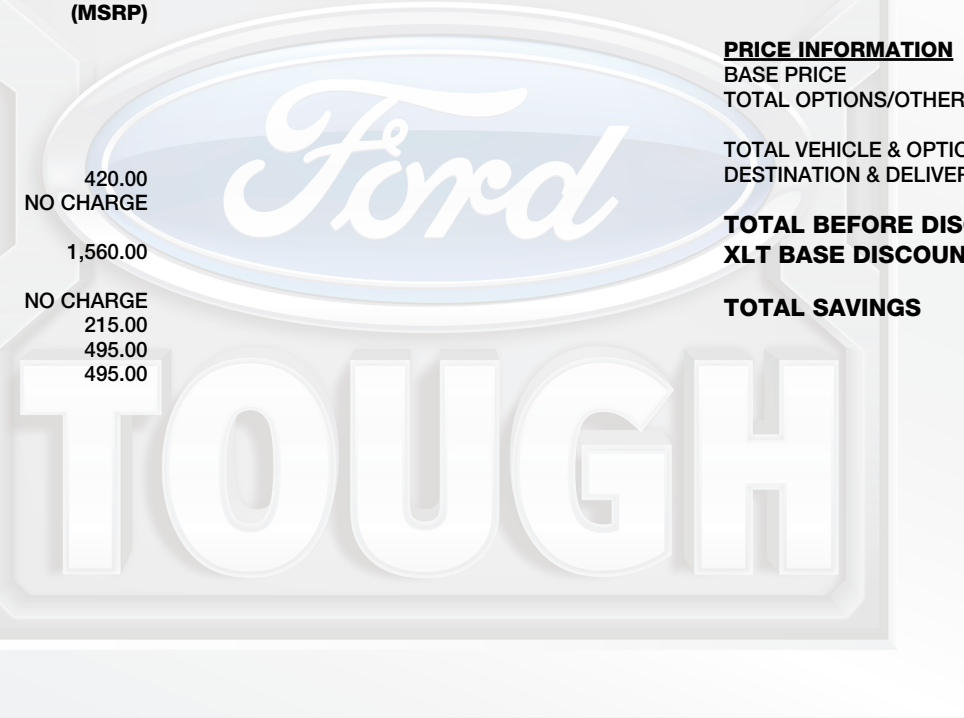 (MSRP)
420.00
NO CHARGE
1,560.00
NO CHARGE
215.00
495.00
495.00
PRICE INFORMATION
BASE PRICE
TOTAL OPTIONS/OTHER
TOTAL VEHICLE & OPTIO
DESTINATION & DELIVER
TOTAL BEFORE DIS
XLT BASE DISCOUN
TOTAL SAVINGS
Ford
TOUGH